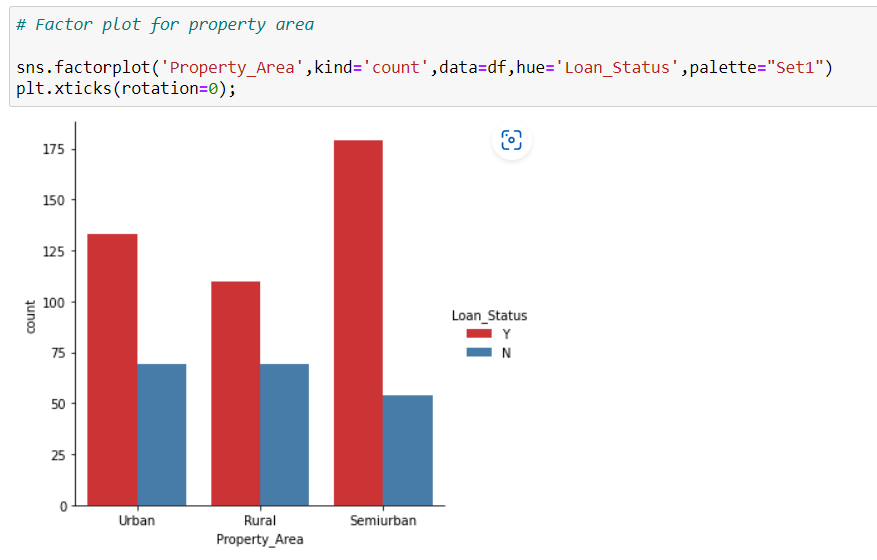 # Factor plot for property area
sns.factorplot('Property_Area',kind='count',data=df,hue='Loan_Status',palette="Set1")
plt.xticks(rotation=0);
175
150
125
100
75
50
25
0
count
Urban
Rural
Semiurban
Property_Area
Loan_Status
Y
N